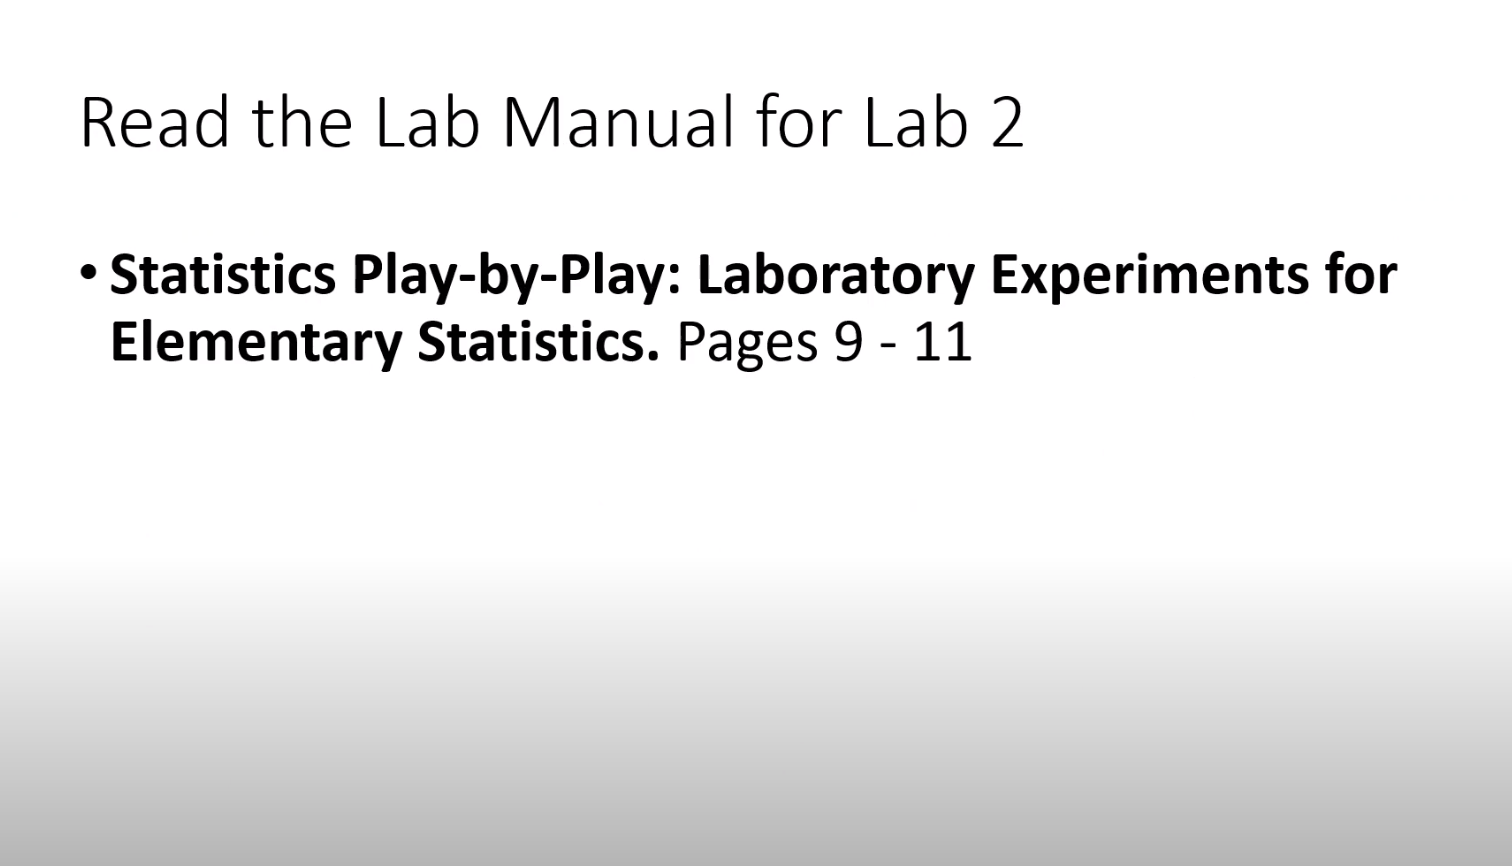 Read the Lab Manual for Lab 2
• Statistics Play-by-Play: Laboratory Experiments for
Elementary Statistics. Pages 9 - 11